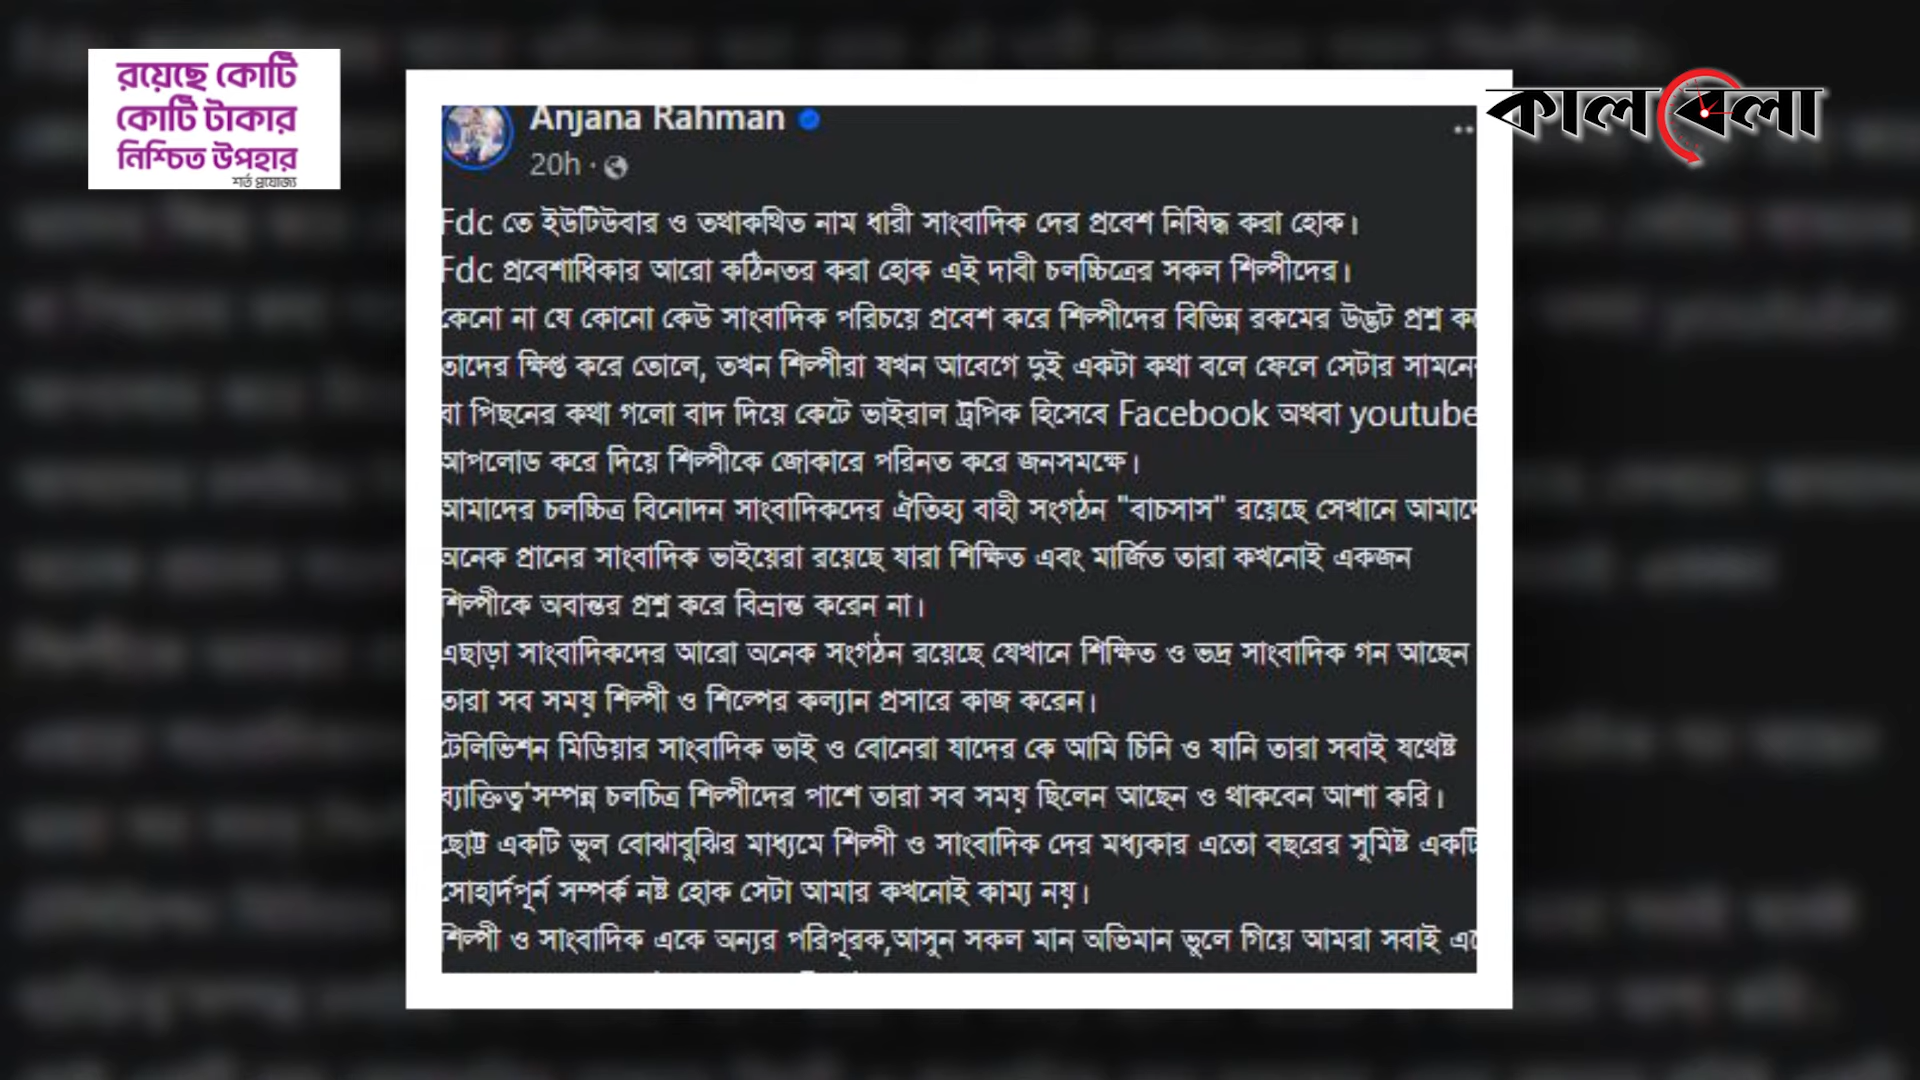 রয়েছে কোটি
কোটি টাকার
নিশ্চিত উপহার
শর্ত প্রযোজ্য
কালবেলা
Anjana Rahman
20h
Fdc তে ইউটিউবার ও তথাকথিত নাম ধারী সাংবাদিক দের প্রবেশ নিষিদ্ধ করা হোক।
Fdc প্রবেশাধিকার আরো কঠিনতর করা হোক এই দাবী চলচ্চিত্রের সকল শিল্পীদের।
কেনো না যে কোনো কেউ সাংবাদিক পরিচয়ে প্রবেশ করে শিল্পীদের বিভিন্ন রকমের উদ্ভট প্রশ্ন
তাদের ক্ষিপ্ত করে তোলে, তখন শিল্পীরা যখন আবেগে দুই একটা কথা বলে ফেলে সেটার সামনে
বা পিছনের কথা গলো বাদ দিয়ে কেটে ভাইরাল ট্রপিক হিসেবে Facebook অথবা youtube
আপলোড করে দিয়ে শিল্পীকে জোকারে পরিনত করে জনসমক্ষে।
আমাদের চলচ্চিত্র বিনোদন সাংবাদিকদের ঐতিহ্য বাহী সংগঠন "বাচসাস" রয়েছে সেখানে
অনেক প্রানের সাংবাদিক ভাইয়েরা রয়েছে যারা শিক্ষিত এবং মার্জিত তারা কখনোই একজন
শিল্পীকে অবান্তর প্রশ্ন করে বিভ্রান্ত করেন না।
এছাড়া সাংবাদিকদের আরো অনেক সংগঠন রয়েছে যেখানে শিক্ষিত ও ভদ্র সাংবাদিক গন আছেন
তারা সব সময় শিল্পী ও শিল্পের কল্যান প্রসারে কাজ করেন।
টেলিভিশন মিডিয়ার সাংবাদিক ভাই ও বোনেরা যাদের কে আমি চিনি ও যানি তারা সবাই যথেষ্ট
ব্যাক্তিত্ব'সম্পন্ন চলচিত্র শিল্পীদের পাশে তারা সব সময় ছিলেন আছেন ও থাকবেন আশা করি।
ছোট্ট একটি ভুল বোঝাবুঝির মাধ্যমে শিল্পী ও সাংবাদিক দের মধ্যকার এতো বছরের সুমিষ্ট একটি
সোহার্দপূর্ন সম্পর্ক নষ্ট হোক সেটা আমার কখনোই কাম্য নয়।
শিল্পী ও সাংবাদিক একে অন্যর পরিপূরক,আসুন সকল মান অভিমান ভুলে গিয়ে আমরা সবাই